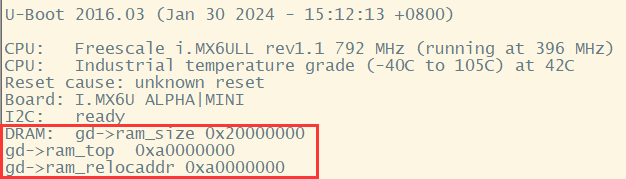 U-Boot 2016.03 (Jan 30 2024 - 15:12:13 +0800)
CPU:   Freescale i.MX6ULL rev1.1 792 MHz (running at 396 MHz)
CPU:   Industrial temperature grade (-40C to 105C) at 42C
Reset cause: unknown reset
Board: I.MX6U ALPHA|MINI
I2C:   ready
DRAM:  gd->ram_size 0x20000000
gd->ram_top  0xa0000000
gd->ram_relocaddr 0xa0000000